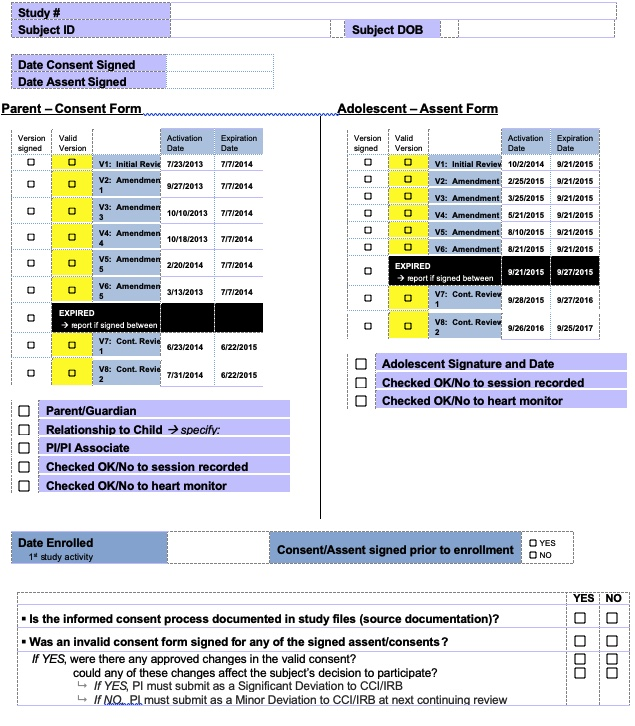 Study #
Subject ID
Subject DOB
Date Consent Signed
Date Assent Signed
Parent – Consent Form
Version signed Valid Version Activation Date Expiration Date
V1: Initial Revie 7/23/2013 7/7/2014
V2: Amendmen 1 9/27/2013 7/7/2014
V3: Amendmen 3 10/10/2013 7/7/2014
V4: Amendmen 4 10/18/2013 7/7/2014
V5: Amendmen 5 2/20/2014 7/7/2014
V6: Amendmen 5 3/13/2013 7/7/2014
EXPIRED
→ report if signed between
V7: Cont. Revie 1 6/23/2014 6/22/2015
V8: Cont. Revie 2 7/31/2014 6/22/2015
Parent/Guardian
Relationship to Child → specify:
PI/PI Associate
Checked OK/No to session recorded
Checked OK/No to heart monitor
Adolescent – Assent Form
Version signed Valid Version Activation Date Expiration Date
V1: Initial Review 10/2/2014 9/21/2015
V2: Amendment 2/25/2015 9/21/2015
V3: Amendment 3/25/2015 9/21/2015
V4: Amendment 5/21/2015 9/21/2015
V5: Amendment 8/10/2015 9/21/2015
V6: Amendment 8/21/2015 9/21/2015
EXPIRED
→ report if signed between 9/21/2015 9/27/2015
V7: Cont. Review 1 9/28/2015 9/27/2016
V8: Cont. Review 2 9/26/2016 9/25/2017
Adolescent Signature and Date
Checked OK/No to session recorded
Checked OK/No to heart monitor
Date Enrolled
1st study activity
Consent/Assent signed prior to enrollment
YES
NO
YES NO
▪ Is the informed consent process documented in study files (source documentation)?
▪ Was an invalid consent form signed for any of the signed assent/consents?
If YES, were there any approved changes in the valid consent?
could any of these changes affect the subject's decision to participate?
↳ If YES, PI must submit as a Significant Deviation to CCI/IRB
↳ If NO, PI must submit as a Minor Deviation to CCI/IRB at next continuing review